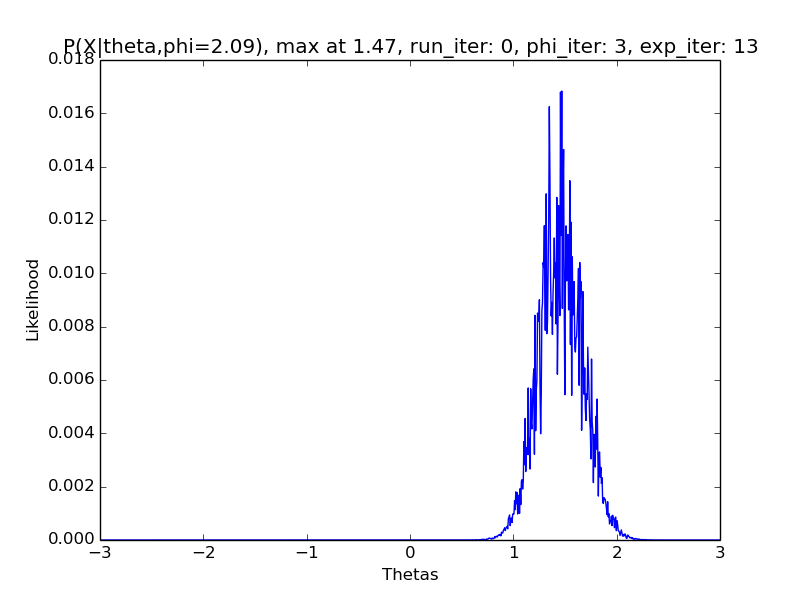 P(X|theta,phi=2.09), max at 1.47, run_iter: 0, phi_iter: 3, exp_iter: 13
0.018
0.016
0.014
0.012
0.010
0.008
0.006
0.004
0.002
0.000
Likelihood
−3 −2 −1 0 1 2 3
Thetas